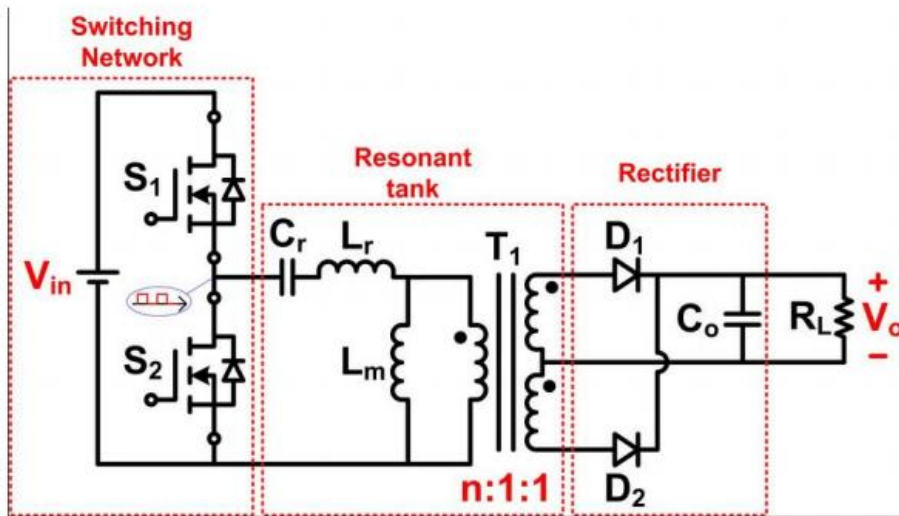 Switching
Network
Resonant
tank
Rectifier
S1
Cr
Lr
T1
D1
Vin
+
Co
RL
Vo
−
S2
Lm
n:1:1
D2